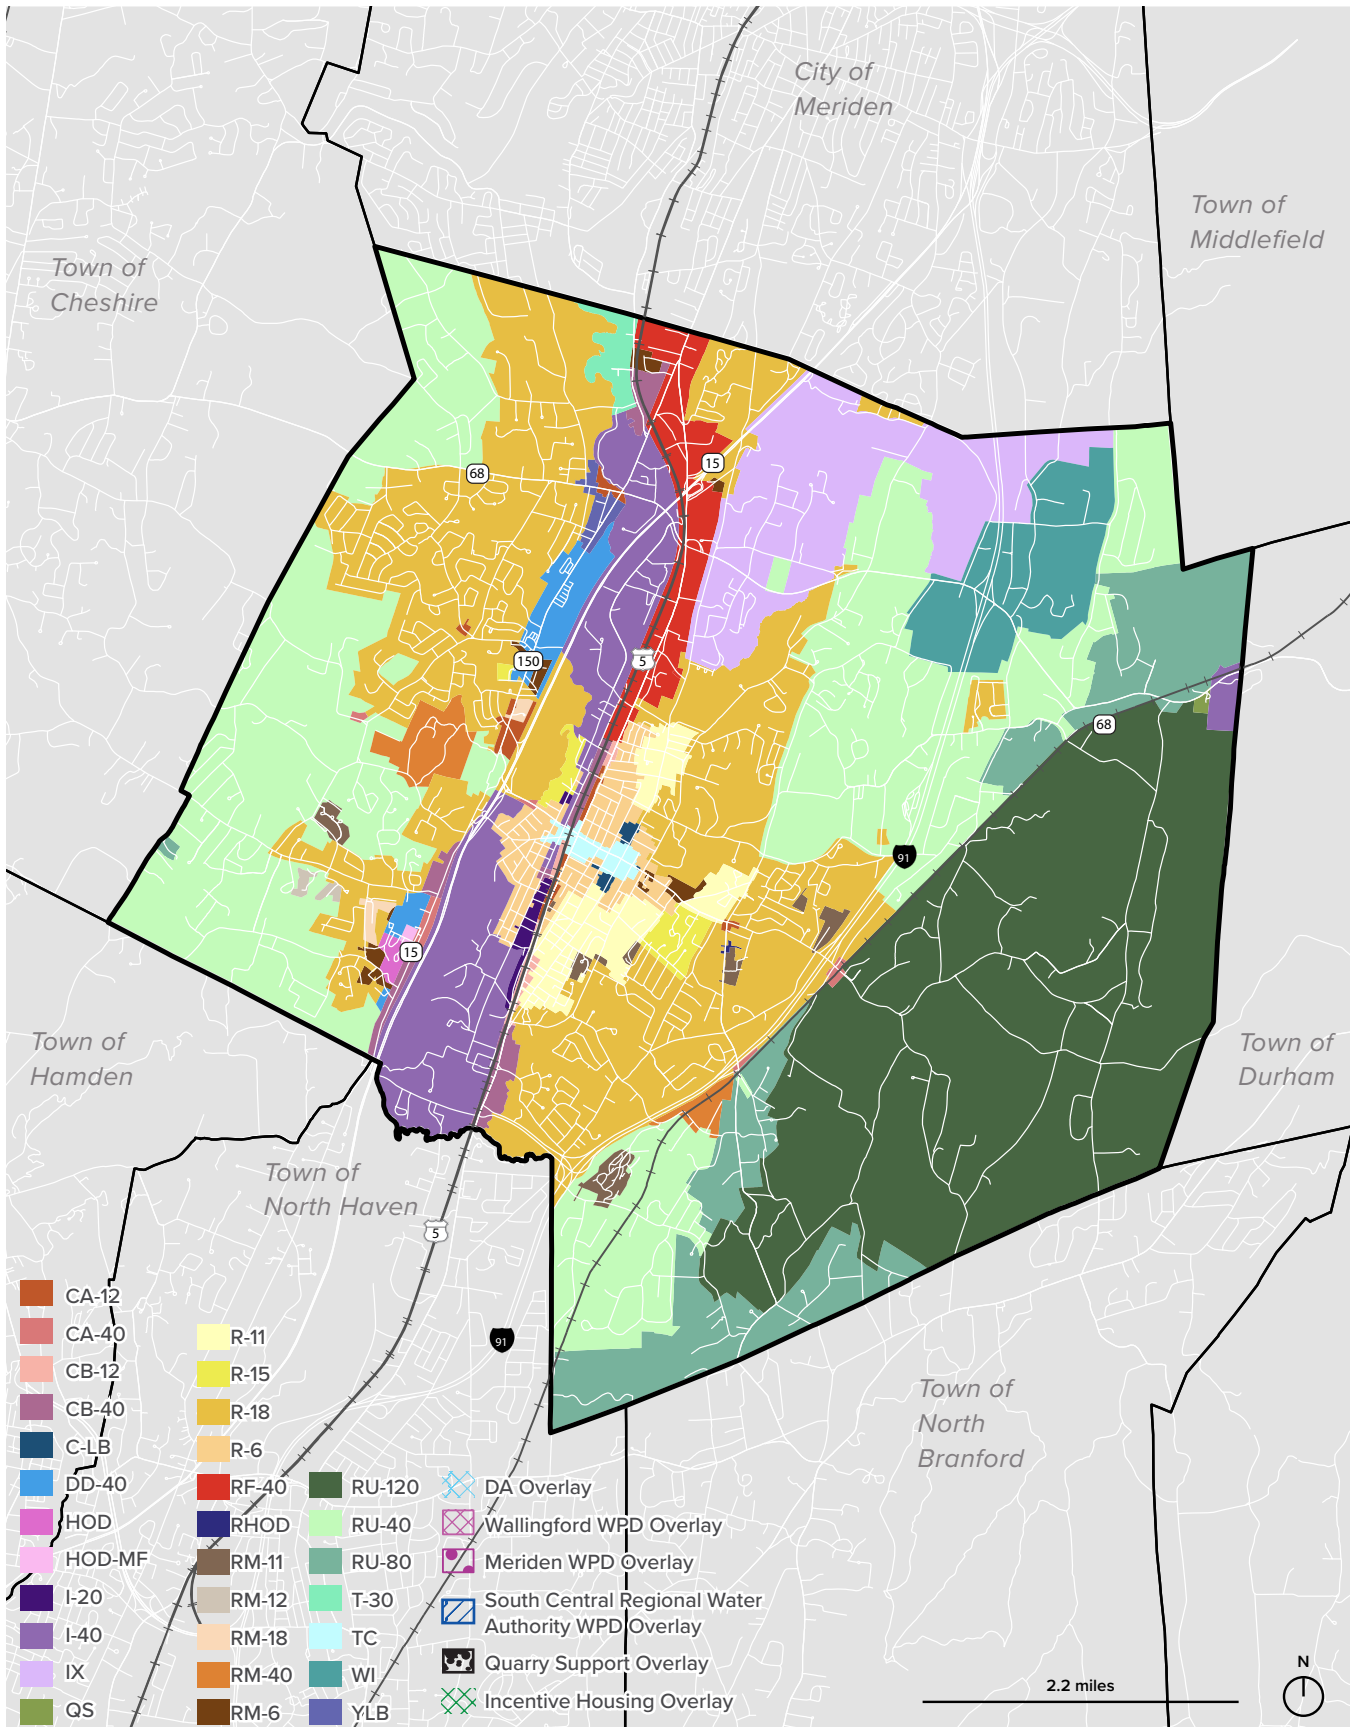 City of
Meriden
Town of
Middlefield
Town of
Cheshire
68
15
150
5
68
91
15
Town of
Hamden
Town of
Durham
Town of
North Haven
5
91
Town of
North
Branford
CA-12
CA-40
CB-12
CB-40
C-LB
DD-40
HOD
HOD-MF
I-20
I-40
IX
QS
R-11
R-15
R-18
R-6
RF-40
RHOD
RM-11
RM-12
RM-18
RM-40
RM-6
RU-120
RU-40
RU-80
T-30
TC
WI
YLB
DA Overlay
Wallingford WPD Overlay
Meriden WPD Overlay
South Central Regional Water
Authority WPD Overlay
Quarry Support Overlay
Incentive Housing Overlay
2.2 miles
N